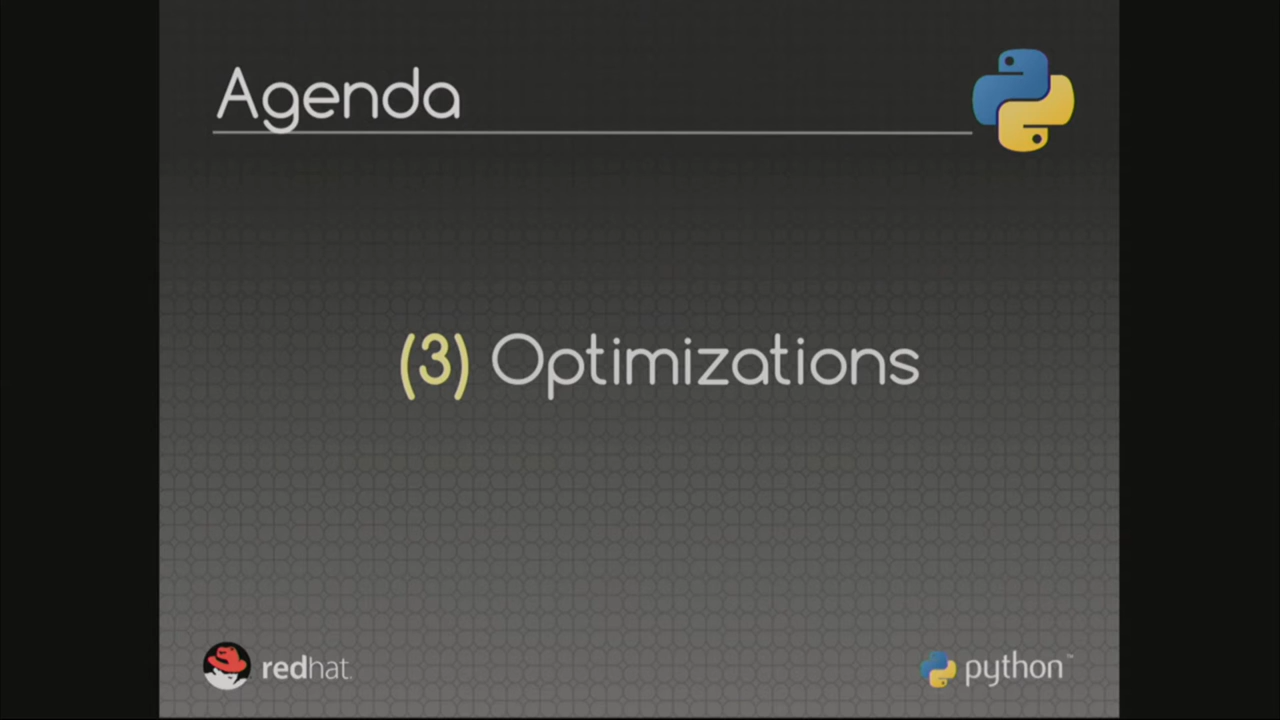 Agenda
(3) Optimizations
redhat.
python™